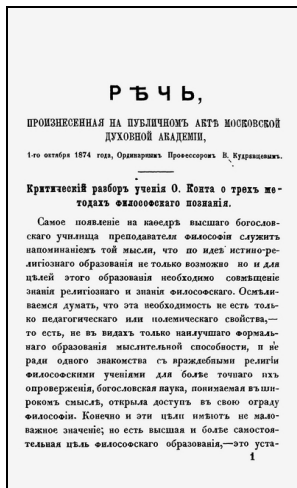 РѢЧЬ,
ПРОИЗНЕСЕННАЯ НА ПУБЛИЧНОМЪ АКТѢ МОСКОВСКОЙ
ДУХОВНОЙ АКАДЕМІИ,
1-го октября 1874 года, Ординарнымъ Профессоромъ В. Кудрявцевымъ.
Критическій разборъ ученія О. Конта о трехъ ме-
тодахъ философскаго познанія.
Самое появленіе на каѳедрѣ высшаго богослов-
скаго училища преподавателя философіи служитъ
напоминаніемъ той мысли, что по идеѣ истинно-ре-
лигіознаго образованія не только возможно но и для
цѣлей этого образованія необходимо совмѣщеніе
знанія религіознаго и знанія философскаго. Осмѣли-
ваемся думать, что эта необходимость не есть толь-
ко педагогическаго или полемическаго свойства,—
то есть, не въ видахъ только наилучшаго формаль-
наго образованія мыслительной способности, и не
ради одного знакомства съ враждебными религіи
философскими ученіями для болѣе точнаго ихъ
опроверженія, богословская наука, понимаемая въ ши-
рокомъ смыслѣ, открыла доступъ въ свою ограду
философіи. Конечно и эти цѣли имѣютъ не мало-
важное значеніе; но есть высшая и болѣе самостоя-
тельная цѣль философскаго образованія,—это уста-
1